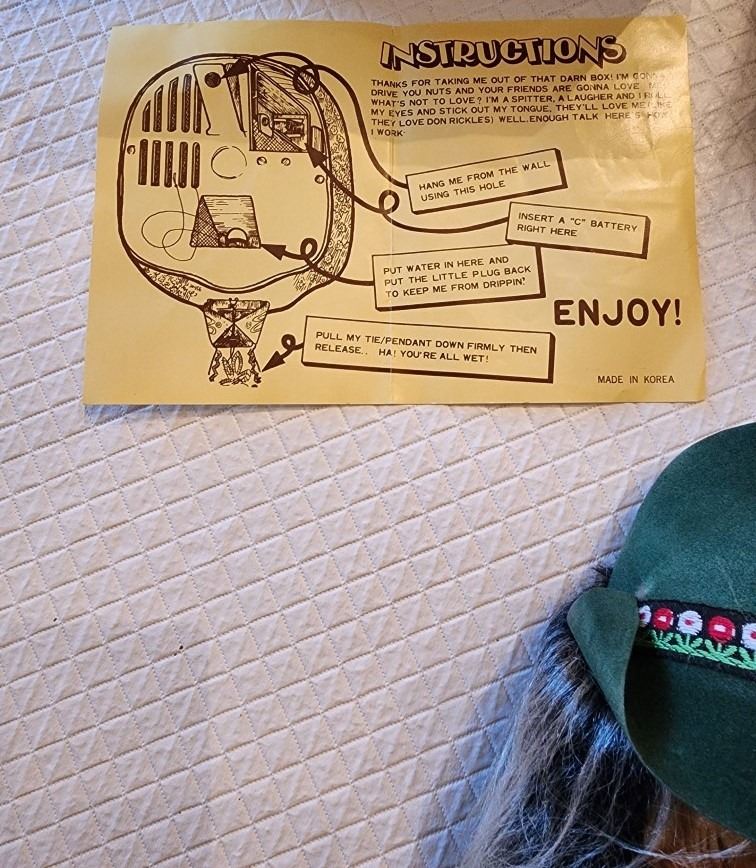 INSTRUCTIONS
THANKS FOR TAKING ME OUT OF THAT DARN BOX! I'M GONNA
DRIVE YOU NUTS AND YOUR FRIENDS ARE GONNA LOVE ME
WHAT'S NOT TO LOVE? I'M A SPITTER, A LAUGHER AND I ROLL
MY EYES AND STICK OUT MY TONGUE, THEY'LL LOVE ME (LIKE
THEY LOVE DON RICKLES) WELL, ENOUGH TALK HERE'S HOW
I WORK:
HANG ME FROM THE WALL
USING THIS HOLE
INSERT A "C" BATTERY
RIGHT HERE
PUT WATER IN HERE AND
PUT THE LITTLE PLUG BACK
TO KEEP ME FROM DRIPPIN'!
ENJOY!
PULL MY TIE/PENDANT DOWN FIRMLY THEN
RELEASE.. HA! YOU'RE ALL WET!
MADE IN KOREA